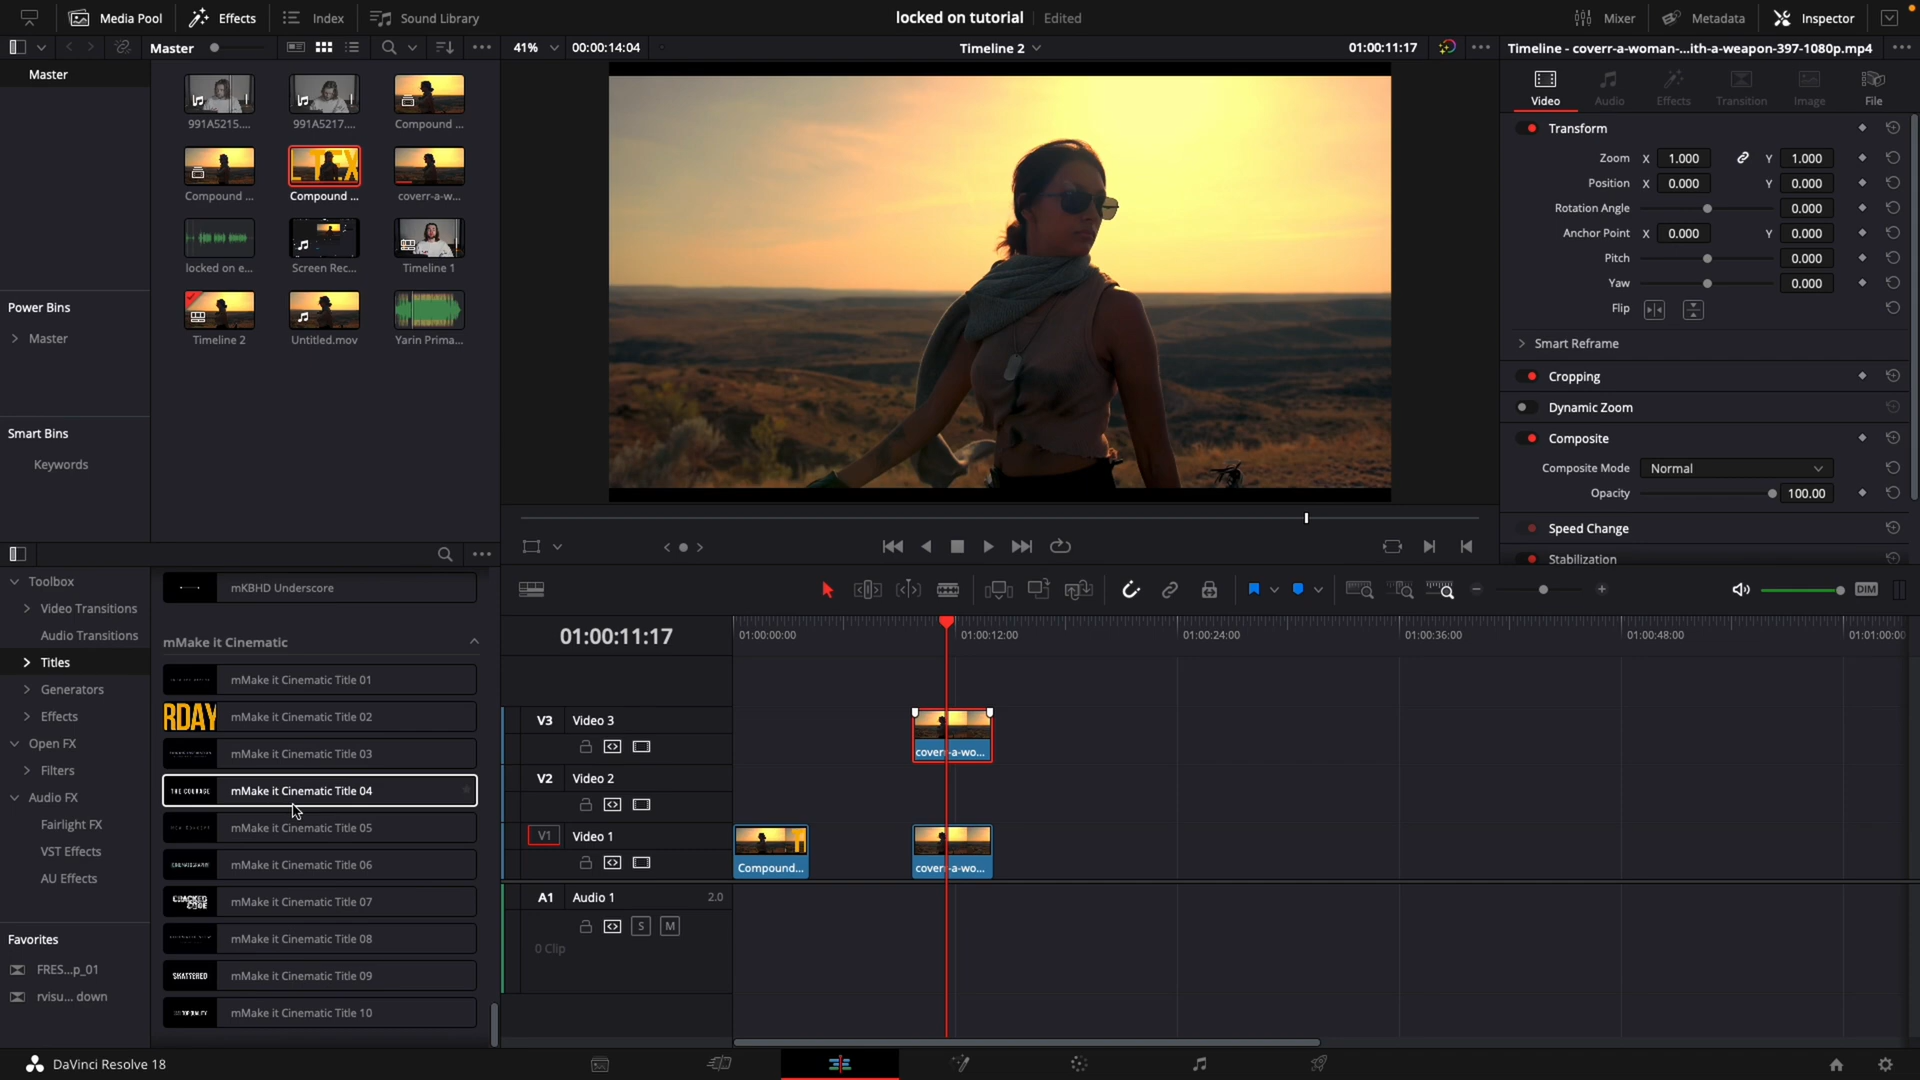 Media Pool
Effects
Index
Sound Library
locked on tutorial
Edited
Mixer
Metadata
Inspector
Master
41%
00:00:14:04
Timeline 2
01:00:11:17
Timeline - coverr-a-woman-...ith-a-weapon-397-1080p.mp4
Master
991A5215....
991A5217....
Compound ...
Compound ...
Compound ...
coverr-a-w...
locked on e...
Screen Rec...
Timeline 1
Timeline 2
Untitled.mov
Yarin Prima...
Power Bins
Master
Smart Bins
Keywords
Video
Audio
Effects
Transition
Image
File
Transform
Zoom X 1.000 Y 1.000
Position X 0.000 Y 0.000
Rotation Angle 0.000
Anchor Point X 0.000 Y 0.000
Pitch 0.000
Yaw 0.000
Flip
Smart Reframe
Cropping
Dynamic Zoom
Composite
Composite Mode Normal
Opacity 100.00
Speed Change
Stabilization
Toolbox
Video Transitions
Audio Transitions
Titles
Generators
Effects
Open FX
Filters
Audio FX
Fairlight FX
VST Effects
AU Effects
Favorites
FRES...p_01
rvisu... down
mKBHD Underscore
mMake it Cinematic
mMake it Cinematic Title 01
RDAY mMake it Cinematic Title 02
mMake it Cinematic Title 03
THE COURAGE mMake it Cinematic Title 04
mMake it Cinematic Title 05
mMake it Cinematic Title 06
CRACKED CODE mMake it Cinematic Title 07
mMake it Cinematic Title 08
SHATTERED mMake it Cinematic Title 09
mMake it Cinematic Title 10
DIM
01:00:11:17
01:00:00:00
01:00:12:00
01:00:24:00
01:00:36:00
01:00:48:00
01:01:00:00
V3 Video 3
cover-a-wo...
V2 Video 2
V1 Video 1
Compound...
cover-a-wo...
A1 Audio 1 2.0
S M
0 Clip
DaVinci Resolve 18